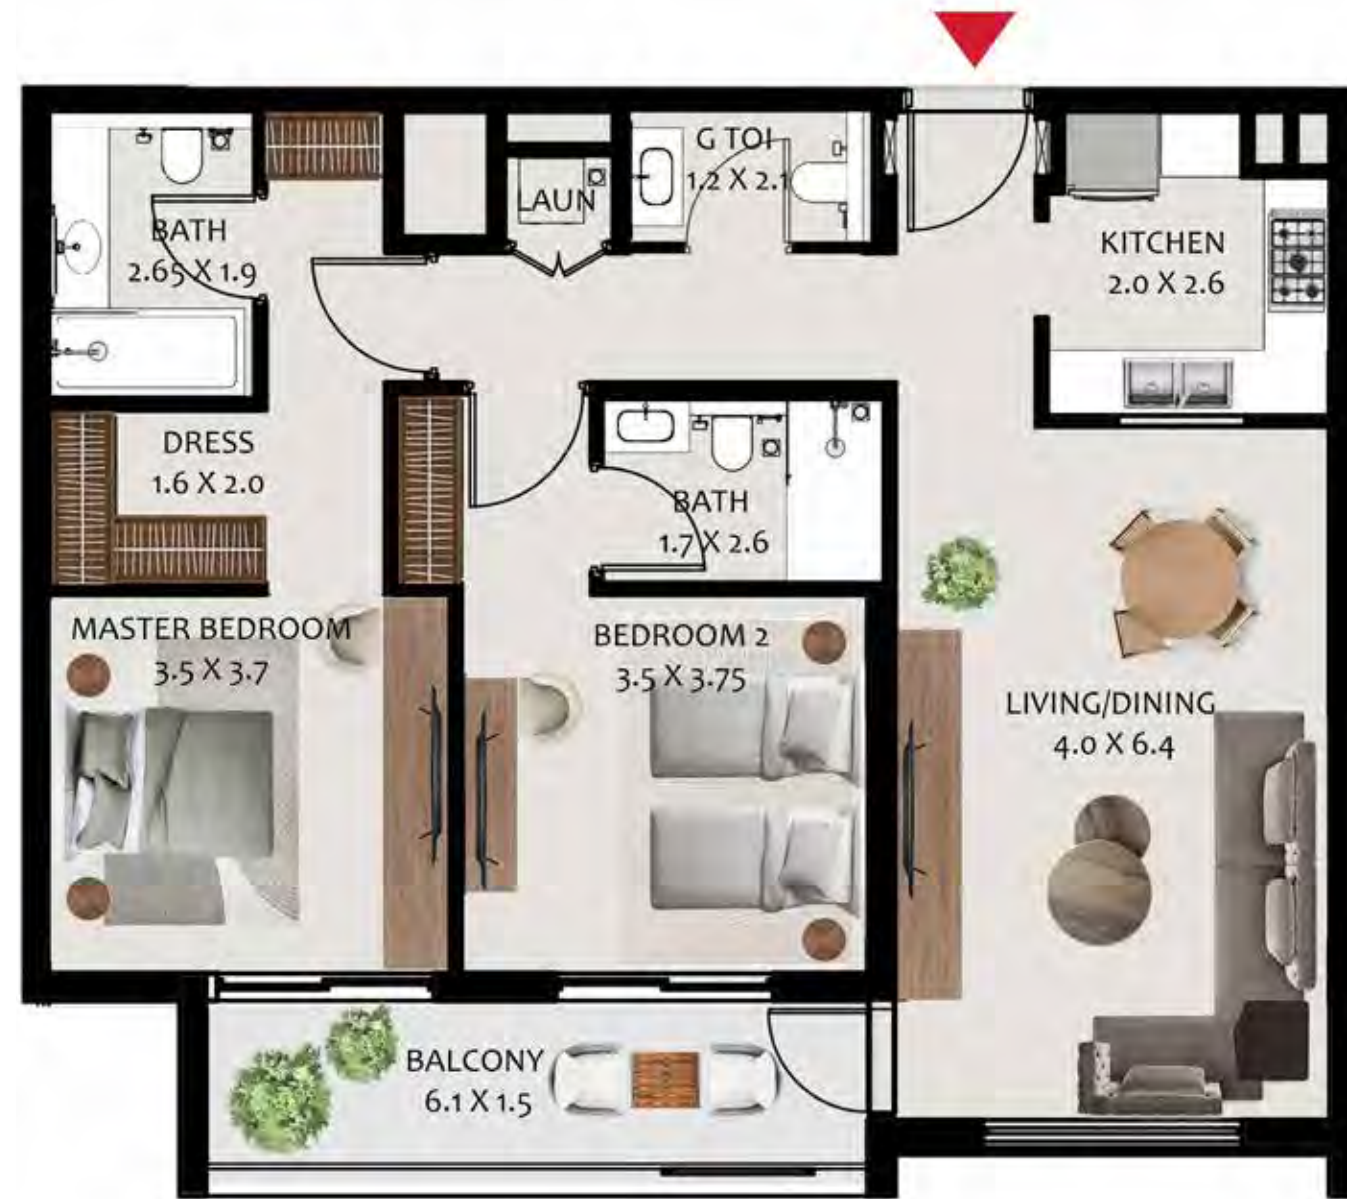 G TOI
1.2 X 2.1
LAUN
BATH
2.65 X 1.9
KITCHEN
2.0 X 2.6
DRESS
1.6 X 2.0
BATH
1.7 X 2.6
MASTER BEDROOM
3.5 X 3.7
BEDROOM 2
3.5 X 3.75
LIVING/DINING
4.0 X 6.4
BALCONY
6.1 X 1.5